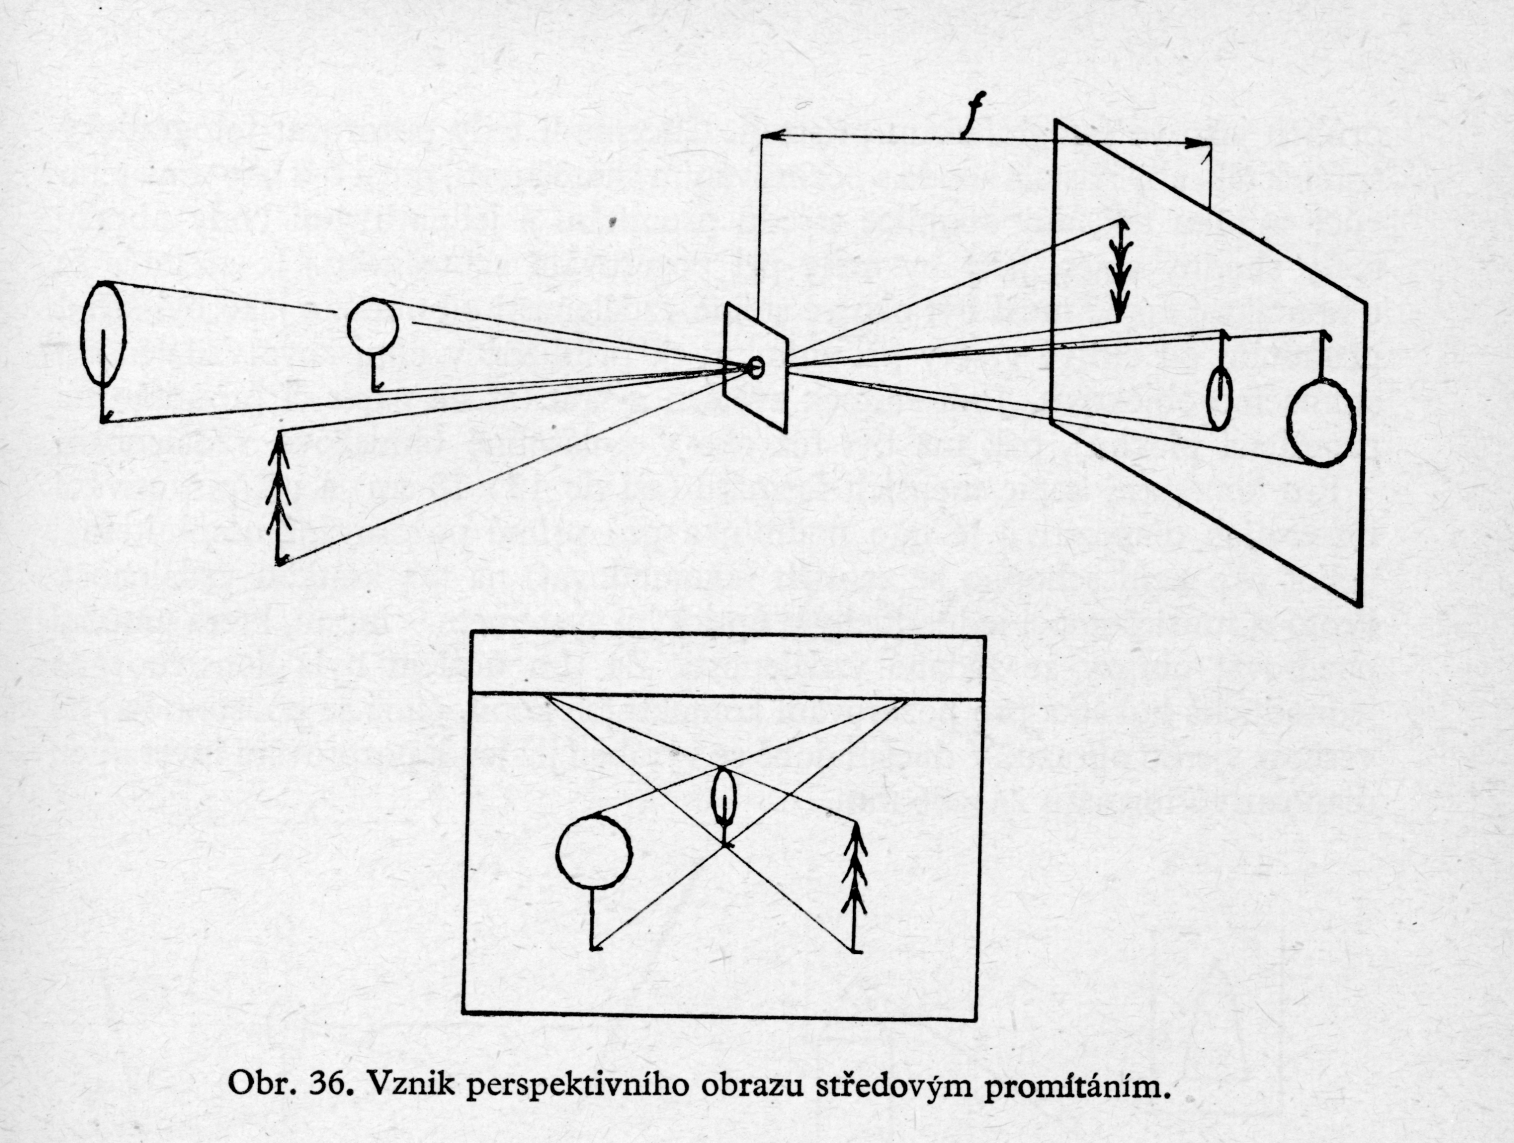 f
Obr. 36. Vznik perspektivního obrazu středovým promítáním.